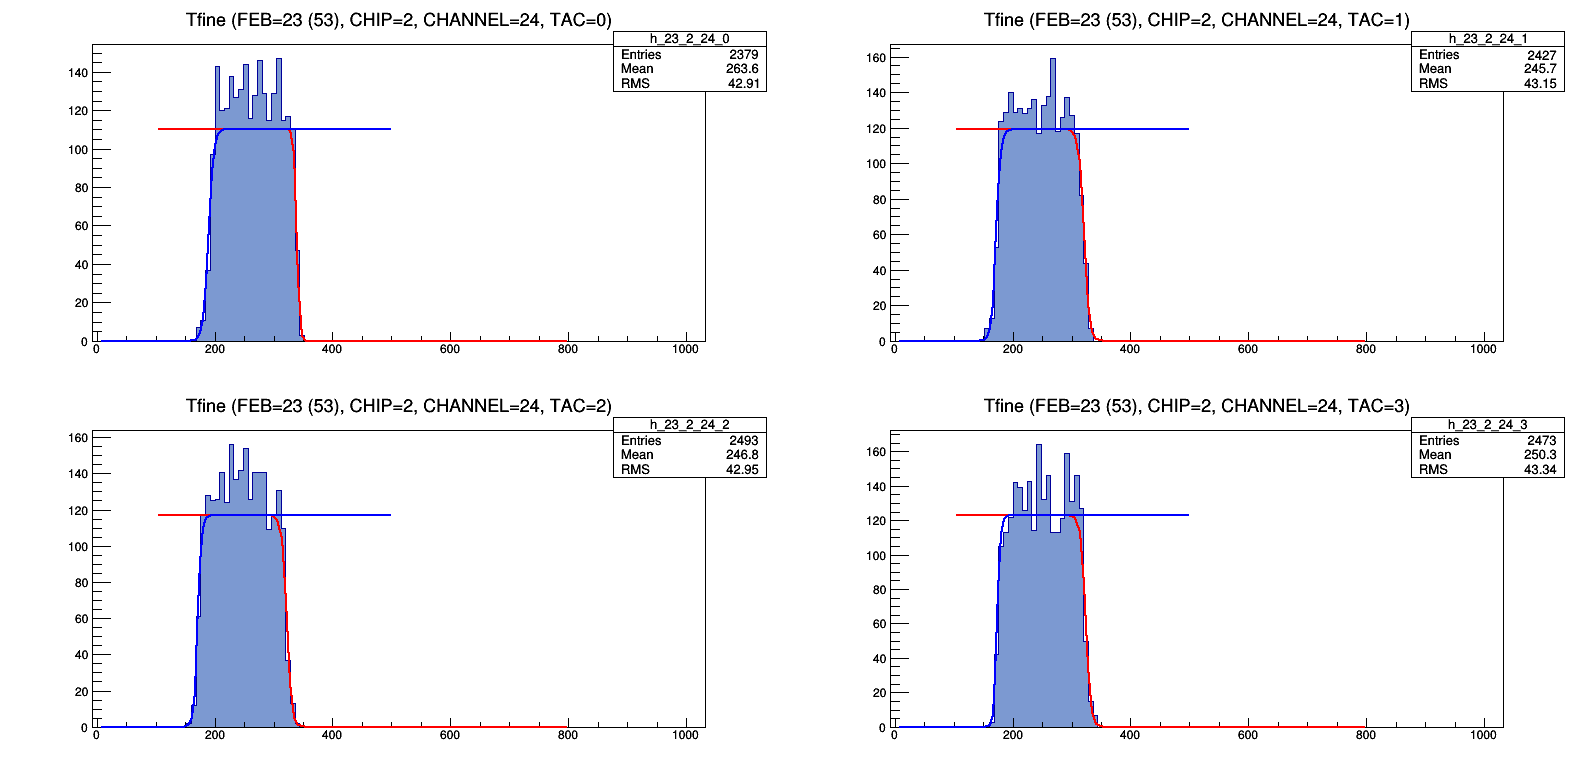 Tfine (FEB=23 (53), CHIP=2, CHANNEL=24, TAC=0)
h_23_2_24_0
Entries 2379
Mean 263.6
RMS 42.91
140
120
100
80
60
40
20
0
0 200 400 600 800 1000
Tfine (FEB=23 (53), CHIP=2, CHANNEL=24, TAC=1)
h_23_2_24_1
Entries 2427
Mean 245.7
RMS 43.15
160
140
120
100
80
60
40
20
0
0 200 400 600 800 1000
Tfine (FEB=23 (53), CHIP=2, CHANNEL=24, TAC=2)
h_23_2_24_2
Entries 2493
Mean 246.8
RMS 42.95
160
140
120
100
80
60
40
20
0
0 200 400 600 800 1000
Tfine (FEB=23 (53), CHIP=2, CHANNEL=24, TAC=3)
h_23_2_24_3
Entries 2473
Mean 250.3
RMS 43.34
160
140
120
100
80
60
40
20
0
0 200 400 600 800 1000